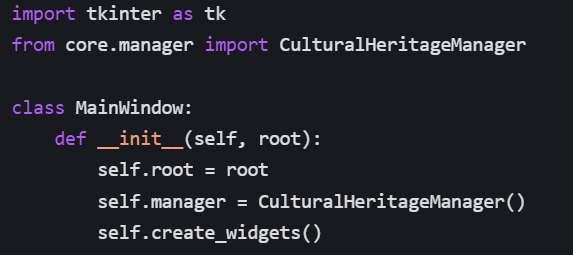 import tkinter as tk
from core.manager import CulturalHeritageManager

class MainWindow:
    def __init__(self, root):
        self.root = root
        self.manager = CulturalHeritageManager()
        self.create_widgets()